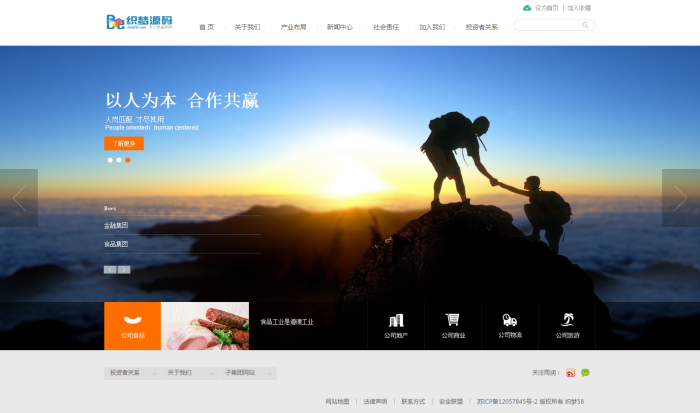 设为首页 | 加入收藏
织梦源码
首 页
关于我们
产业布局
新闻中心
社会责任
加入我们
投资者关系
以人为本 合作共赢
人岗匹配 才尽其用
People oriented: human centered
了解更多
金融集团
食品集团
公司食品
食品工业是道德工业
公司地产
公司商业
公司物流
公司旅游
投资者关系
关于我们
子集团网站
关注同润：
网站地图 | 法律声明 | 联系方式 | 安全联盟 | 苏ICP备12057845号-2 版权所有 织梦58